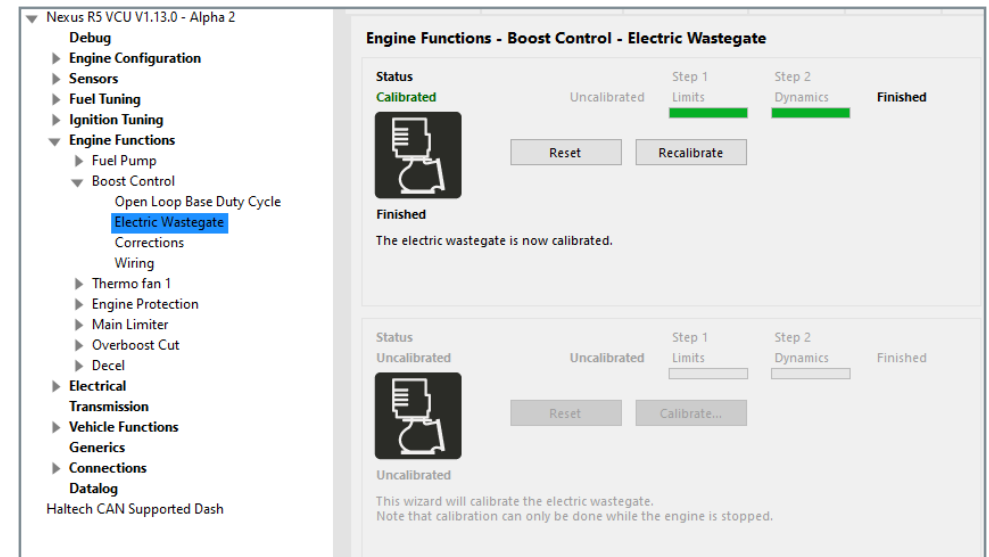 Nexus R5 VCU V1.13.0 - Alpha 2
Debug
Engine Configuration
Sensors
Fuel Tuning
Ignition Tuning
Engine Functions
Fuel Pump
Boost Control
Open Loop Base Duty Cycle
Electric Wastegate
Corrections
Wiring
Thermo fan 1
Engine Protection
Main Limiter
Overboost Cut
Decel
Electrical
Transmission
Vehicle Functions
Generics
Connections
Datalog
Haltech CAN Supported Dash
Engine Functions - Boost Control - Electric Wastegate
Status Step 1 Step 2
Calibrated Uncalibrated Limits Dynamics Finished
Reset Recalibrate
Finished
The electric wastegate is now calibrated.
Status Step 1 Step 2
Uncalibrated Uncalibrated Limits Dynamics Finished
Reset Calibrate...
Uncalibrated
This wizard will calibrate the electric wastegate.
Note that calibration can only be done while the engine is stopped.